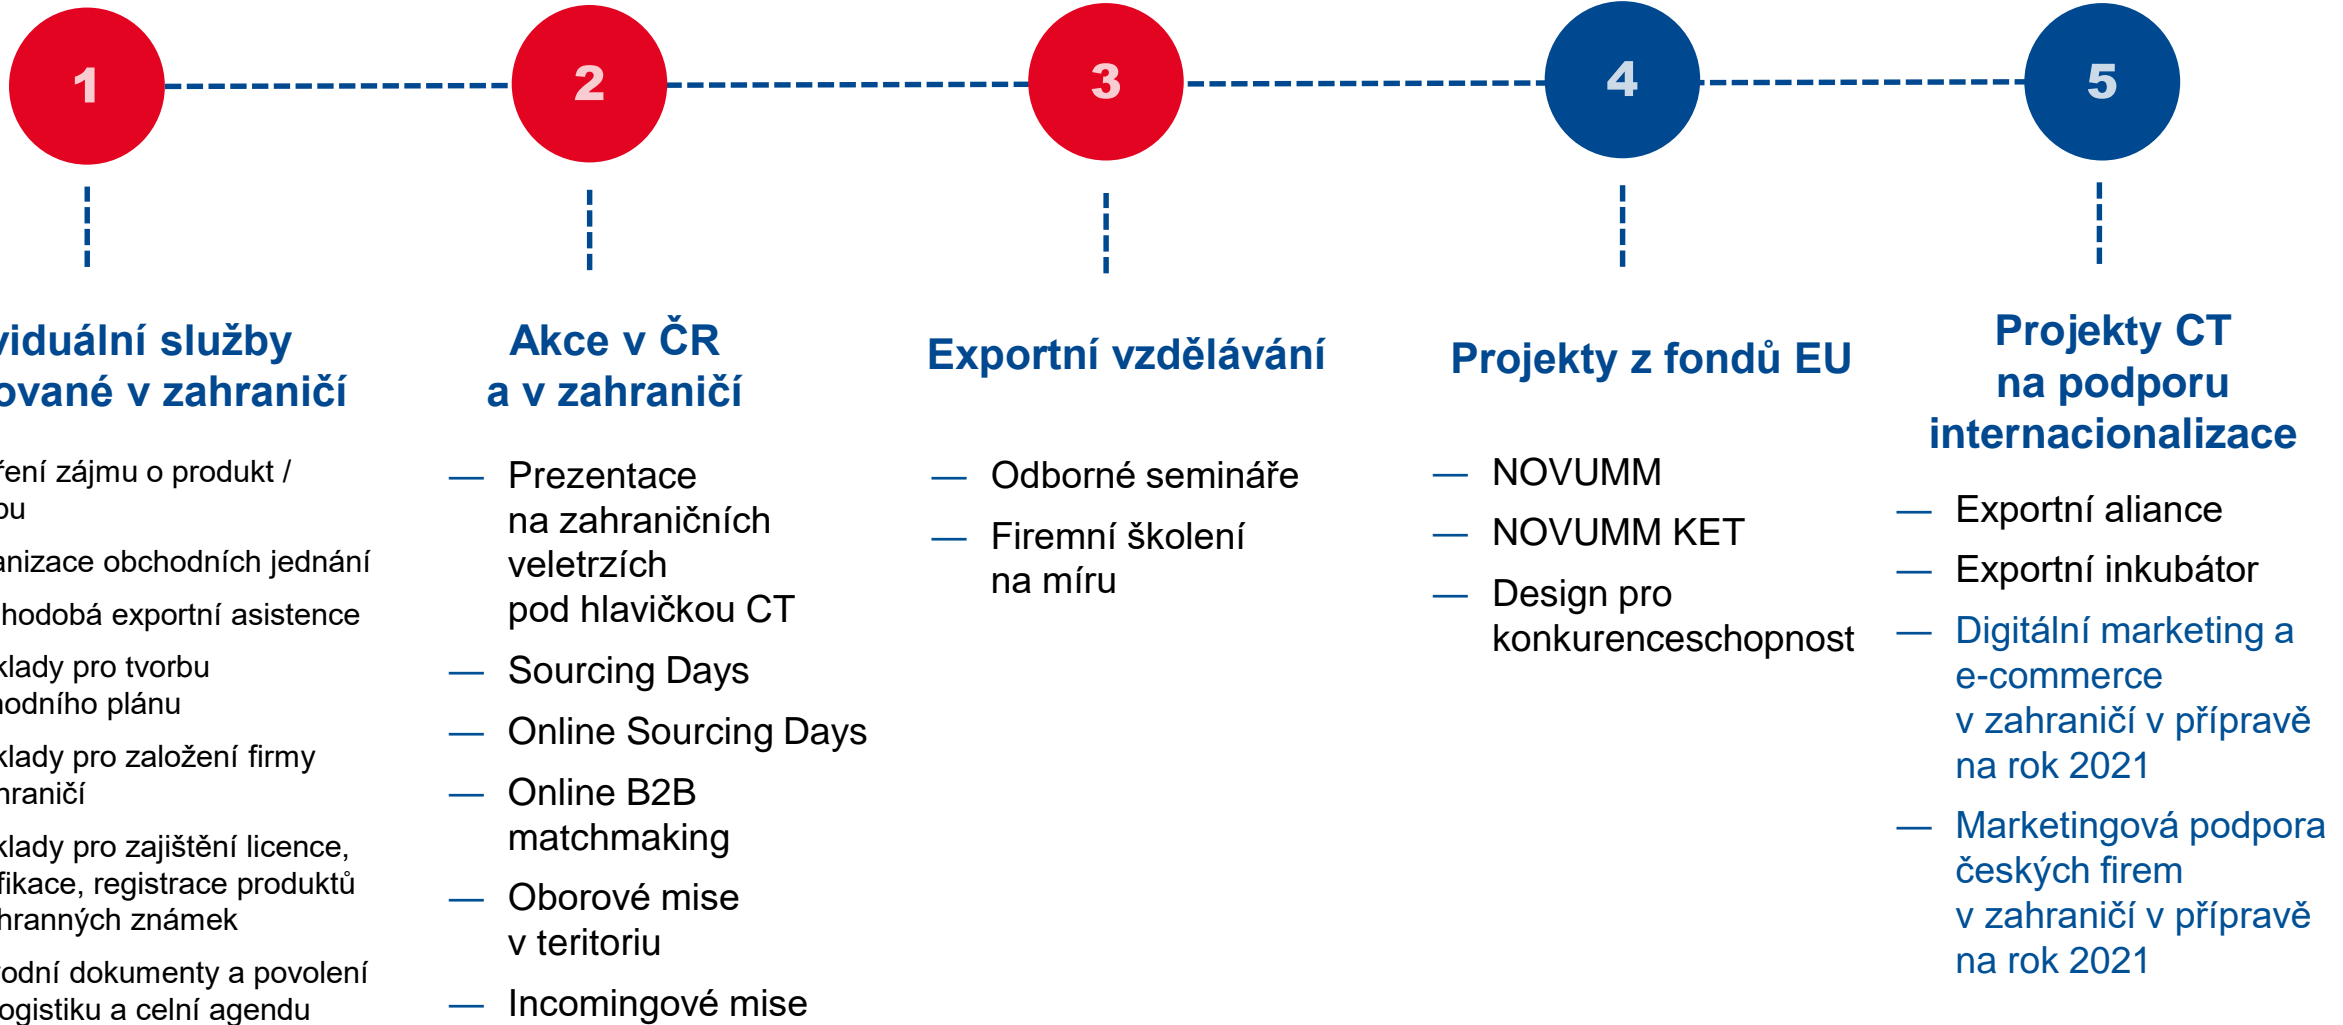 1
2
3
4
5
viduální služby
ované v zahraničí
ření zájmu o produkt /
anizace obchodních jednání
hodobá exportní asistence
klady pro tvorbu
hodního plánu
klady pro založení firmy
hraničí
klady pro zajištění licence,
fikace, registrace produktů
hranných známek
vodní dokumenty a povolení
ogistiku a celní agendu
Akce v ČR
a v zahraničí
— Prezentace
na zahraničních
veletrzích
pod hlavičkou CT
— Sourcing Days
— Online Sourcing Days
— Online B2B
matchmaking
— Oborové mise
v teritoriu
— Incomingové mise
Exportní vzdělávání
— Odborné semináře
— Firemní školení
na míru
Projekty z fondů EU
— NOVUMM
— NOVUMM KET
— Design pro
konkurenceschopnost
Projekty CT
na podporu
internacionalizace
— Exportní aliance
— Exportní inkubátor
— Digitální marketing a
e-commerce
v zahraničí v přípravě
na rok 2021
— Marketingová podpora
českých firem
v zahraničí v přípravě
na rok 2021